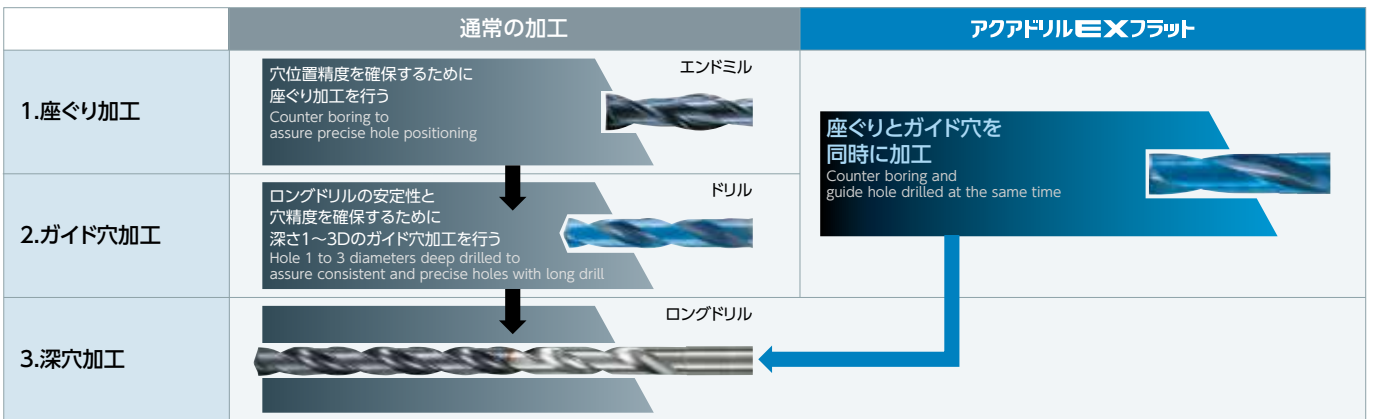 通常の加工
アクアドリルEXフラット
1.座ぐり加工
穴位置精度を確保するために
座ぐり加工を行う
Counter boring to
assure precise hole positioning
エンドミル
座ぐりとガイド穴を
同時に加工
Counter boring and
guide hole drilled at the same time
2.ガイド穴加工
ロングドリルの安定性と
穴精度を確保するために
深さ1~3Dのガイド穴加工を行う
Hole 1 to 3 diameters deep drilled to
assure consistent and precise holes with long drill
ドリル
3.深穴加工
ロングドリル